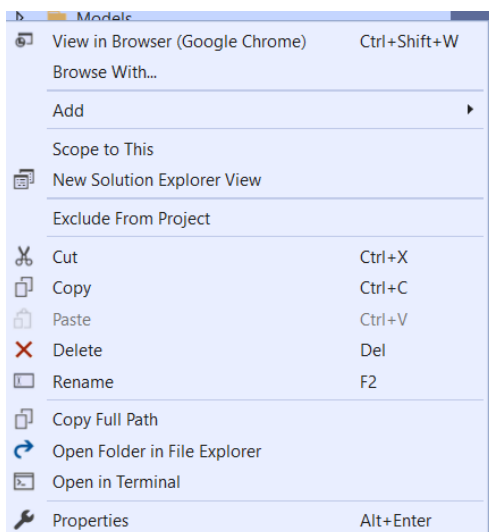 Models
View in Browser (Google Chrome) Ctrl+Shift+W
Browse With...
Add
Scope to This
New Solution Explorer View
Exclude From Project
Cut Ctrl+X
Copy Ctrl+C
Paste Ctrl+V
Delete Del
Rename F2
Copy Full Path
Open Folder in File Explorer
Open in Terminal
Properties Alt+Enter